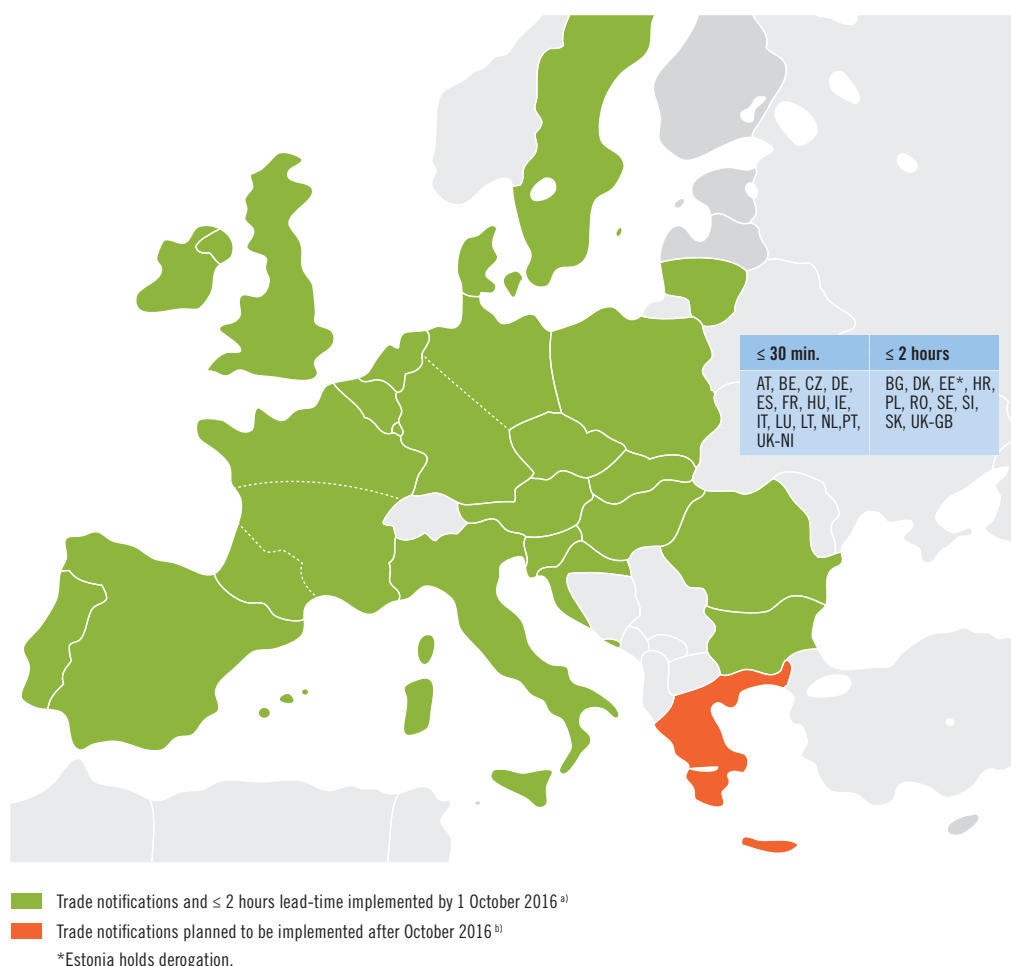 ≤ 30 min.
≤ 2 hours
AT, BE, CZ, DE,
ES, FR, HU, IE,
IT, LU, LT, NL,PT,
UK-NI
BG, DK, EE*, HR,
PL, RO, SE, SI,
SK, UK-GB
Trade notifications and ≤ 2 hours lead-time implemented by 1 October 2016 a)
Trade notifications planned to be implemented after October 2016 b)
*Estonia holds derogation.